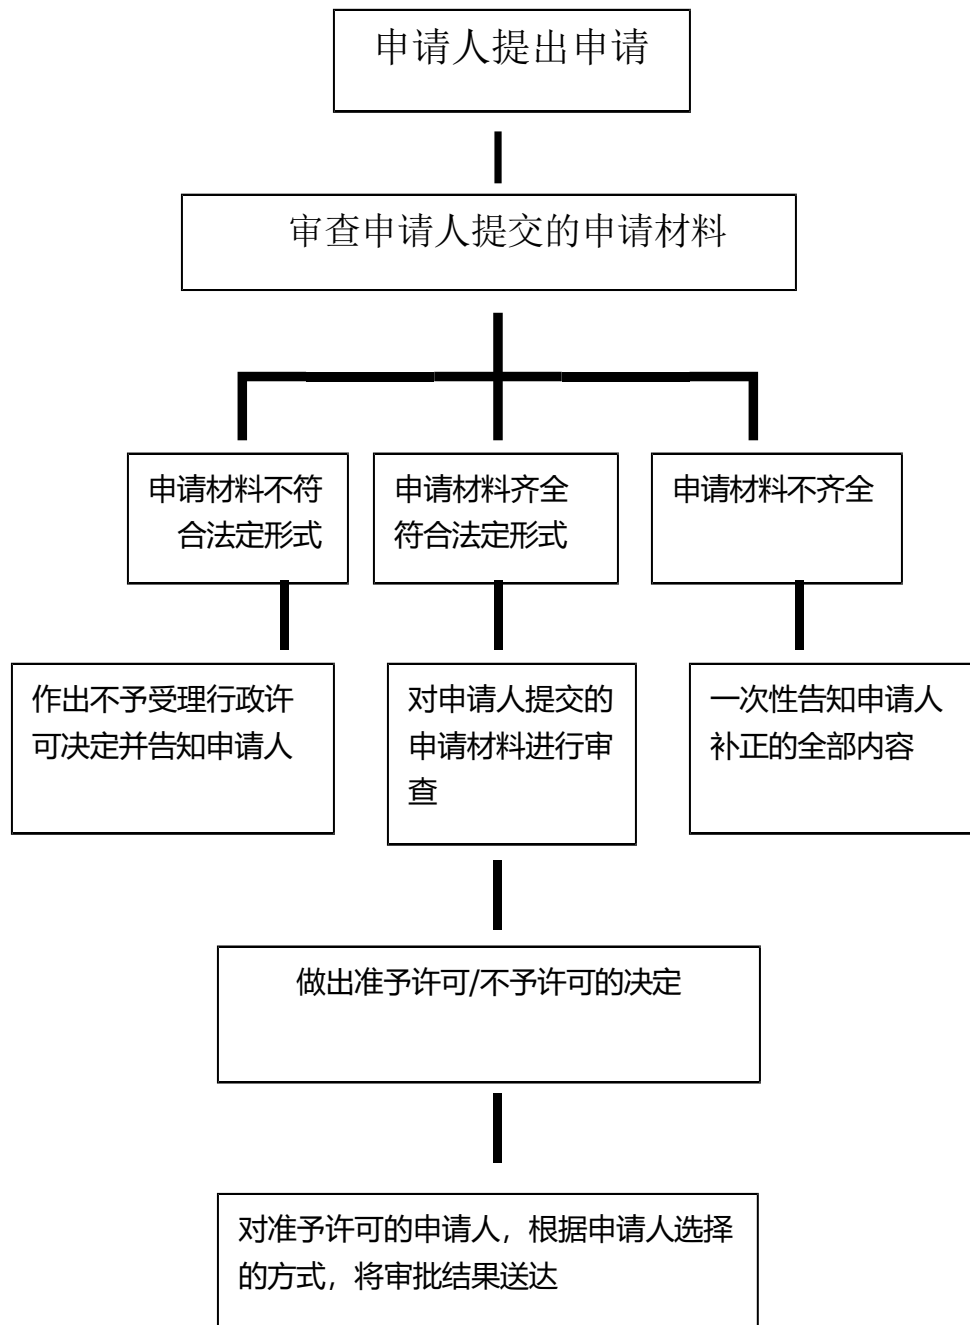 申请人提出申请
审查申请人提交的申请材料
申请材料不符
合法定形式
申请材料齐全
符合法定形式
申请材料不齐全
作出不予受理行政许
可决定并告知申请人
对申请人提交的
申请材料进行审
查
一次性告知申请人
补正的全部内容
做出准予许可/不予许可的决定
对准予许可的申请人，根据申请人选择
的方式，将审批结果送达